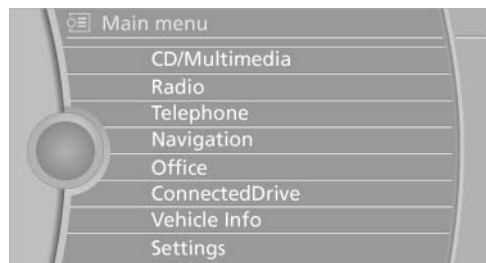 Main menu
CD/Multimedia
Radio
Telephone
Navigation
Office
ConnectedDrive
Vehicle Info
Settings